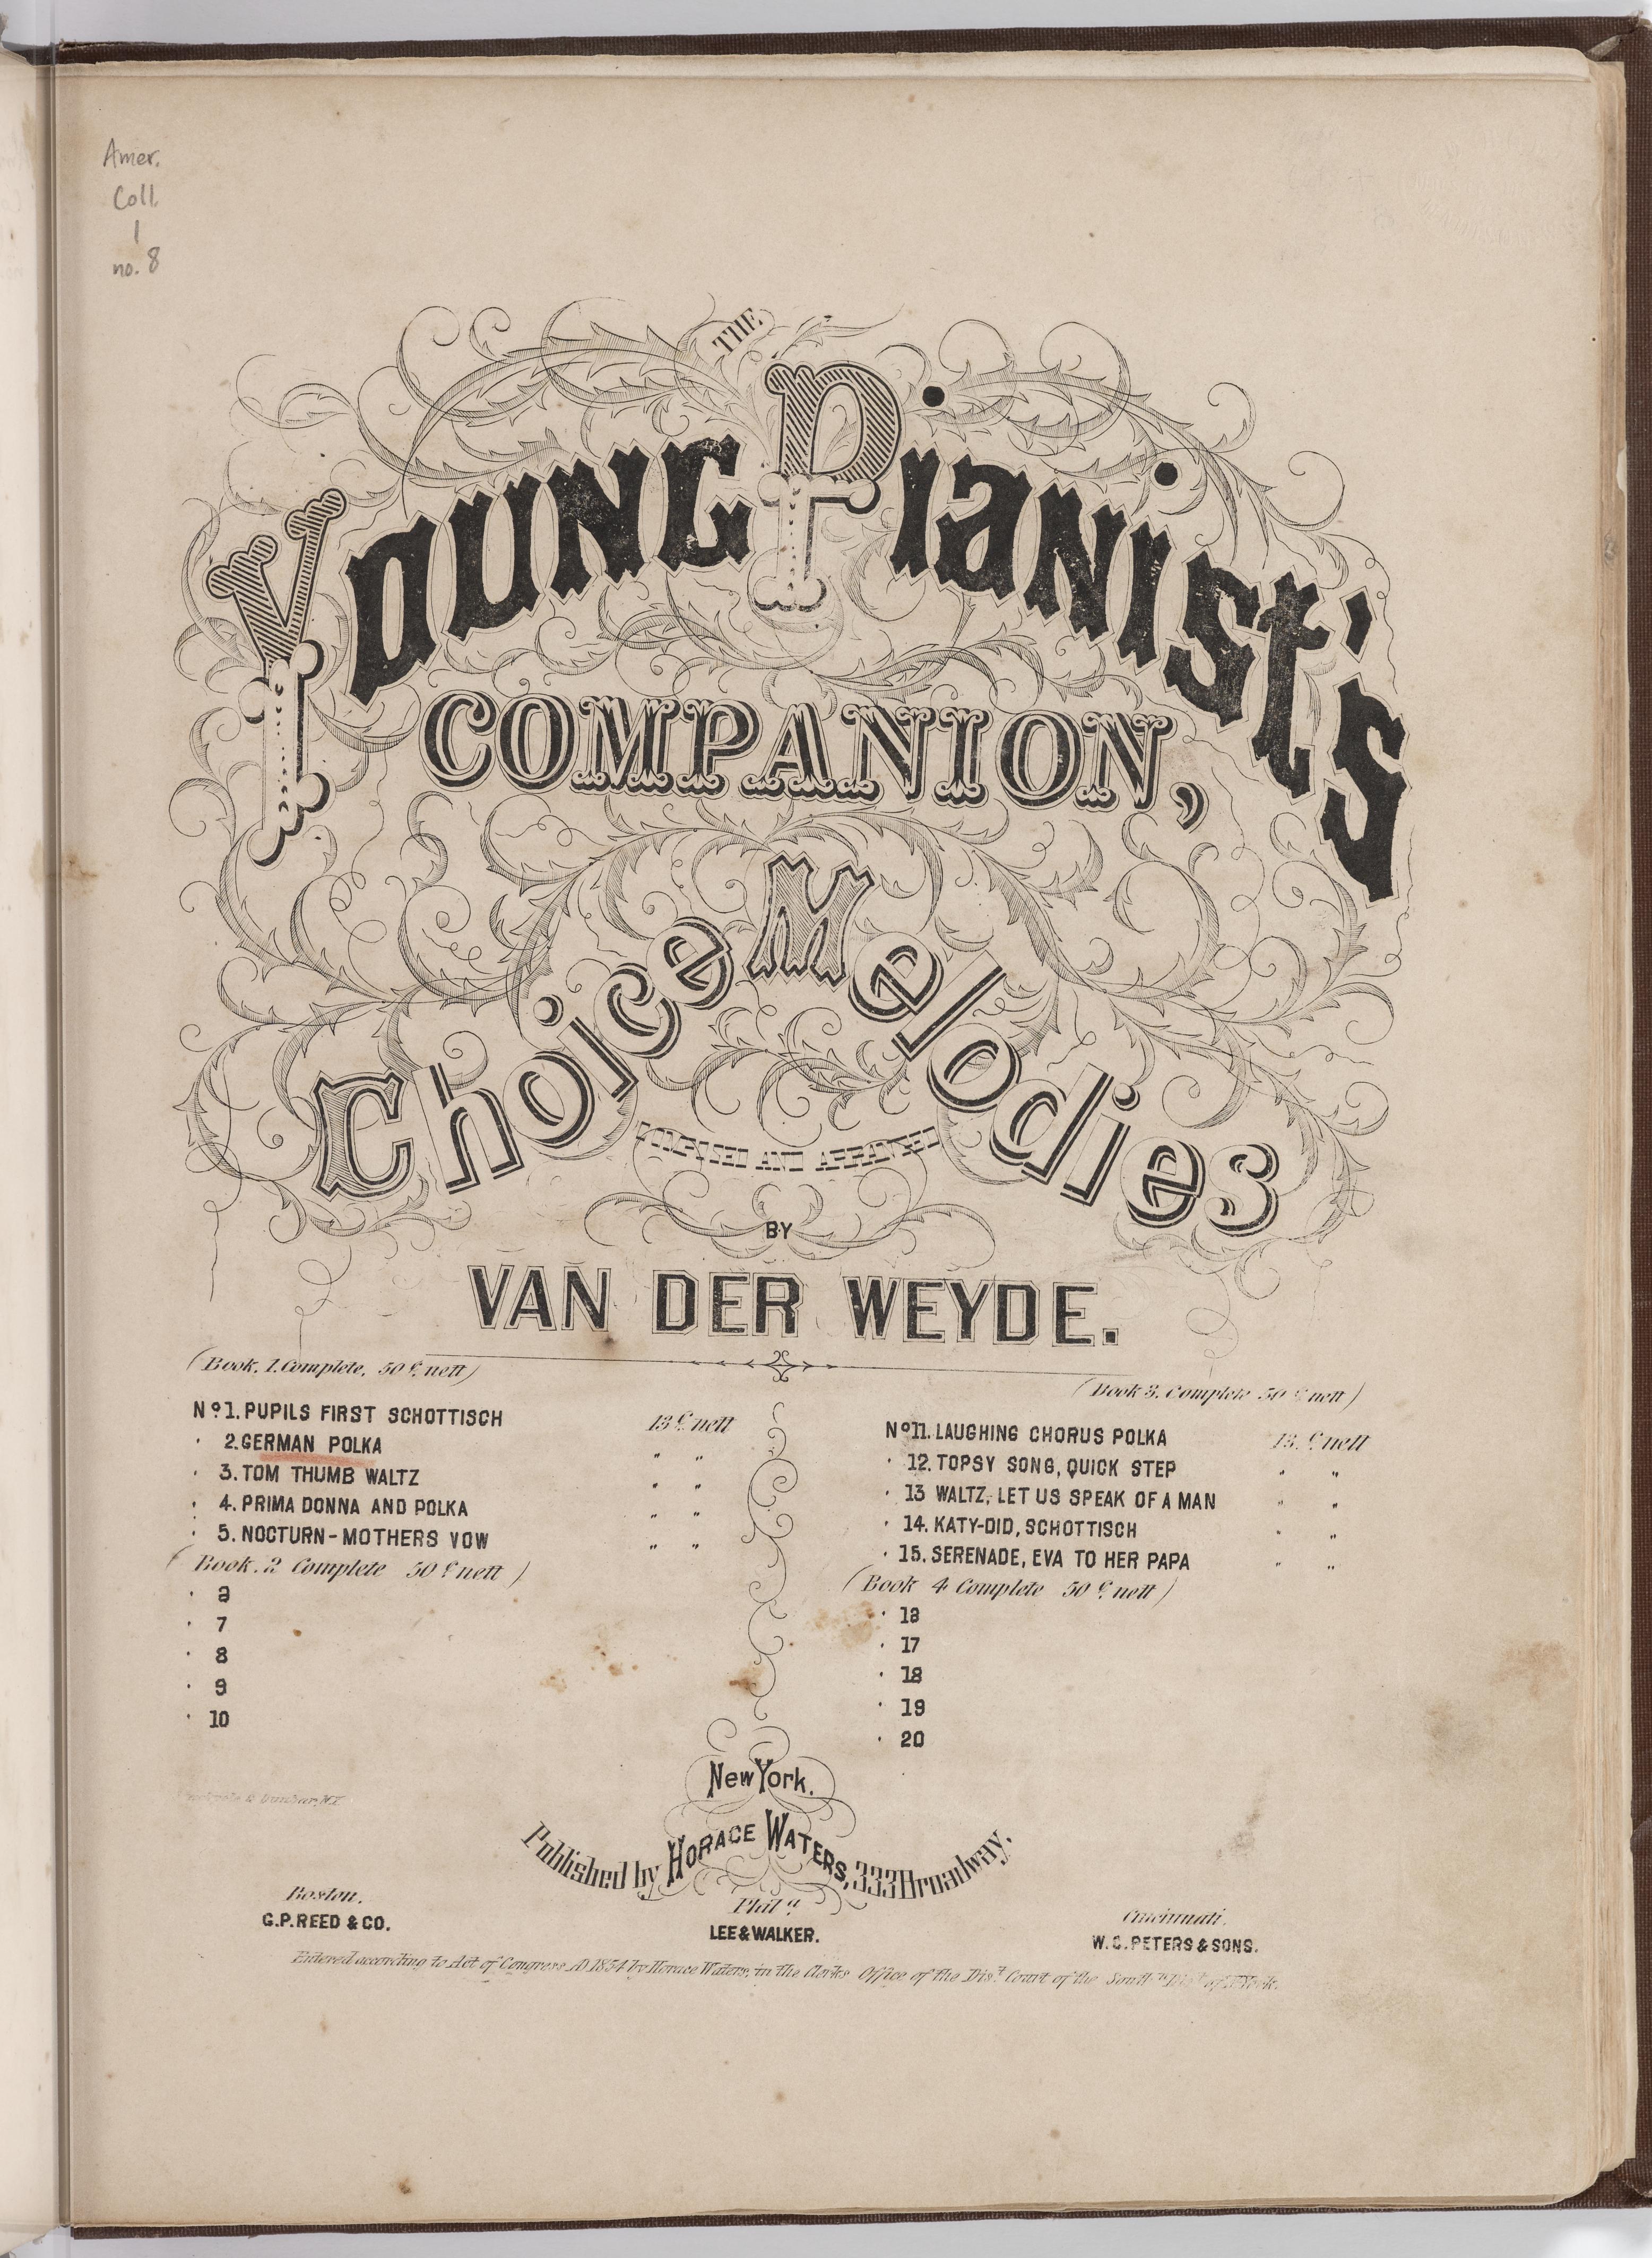 Amer.
Coll.
1
no. 8
THE
YOUNG PIANIST'S
COMPANION,
Choice Melodies
COMPOSED AND ARRANGED
BY
VAN DER WEYDE.
(Book. 1. Complete, 50 c. nett)
No 1. PUPILS FIRST SCHOTTISCH 13 c. nett
" 2. GERMAN POLKA " "
" 3. TOM THUMB WALTZ " "
" 4. PRIMA DONNA AND POLKA " "
" 5. NOCTURN-MOTHERS VOW " "
(Book. 2 Complete 50 c. nett)
" 6
" 7
" 8
" 9
" 10
(Book 3. Complete 50 c. nett)
No 11. LAUGHING CHORUS POLKA 13. c. nett
" 12. TOPSY SONG, QUICK STEP " "
" 13 WALTZ, LET US SPEAK OF A MAN " "
" 14. KATY-DID, SCHOTTISCH " "
" 15. SERENADE, EVA TO HER PAPA " "
(Book 4 Complete 50 c. nett)
" 16
" 17
" 18
" 19
" 20
New York.
Published by HORACE WATERS, 333 Broadway.
Boston.
G.P. REED & CO.
Phila.
LEE & WALKER.
Cincinnati.
W.C. PETERS & SONS.
Entered according to Act of Congress AD 1854 by Horace Waters, in the Clerks Office of the Dist. Court of the South'n Dist. of N York.